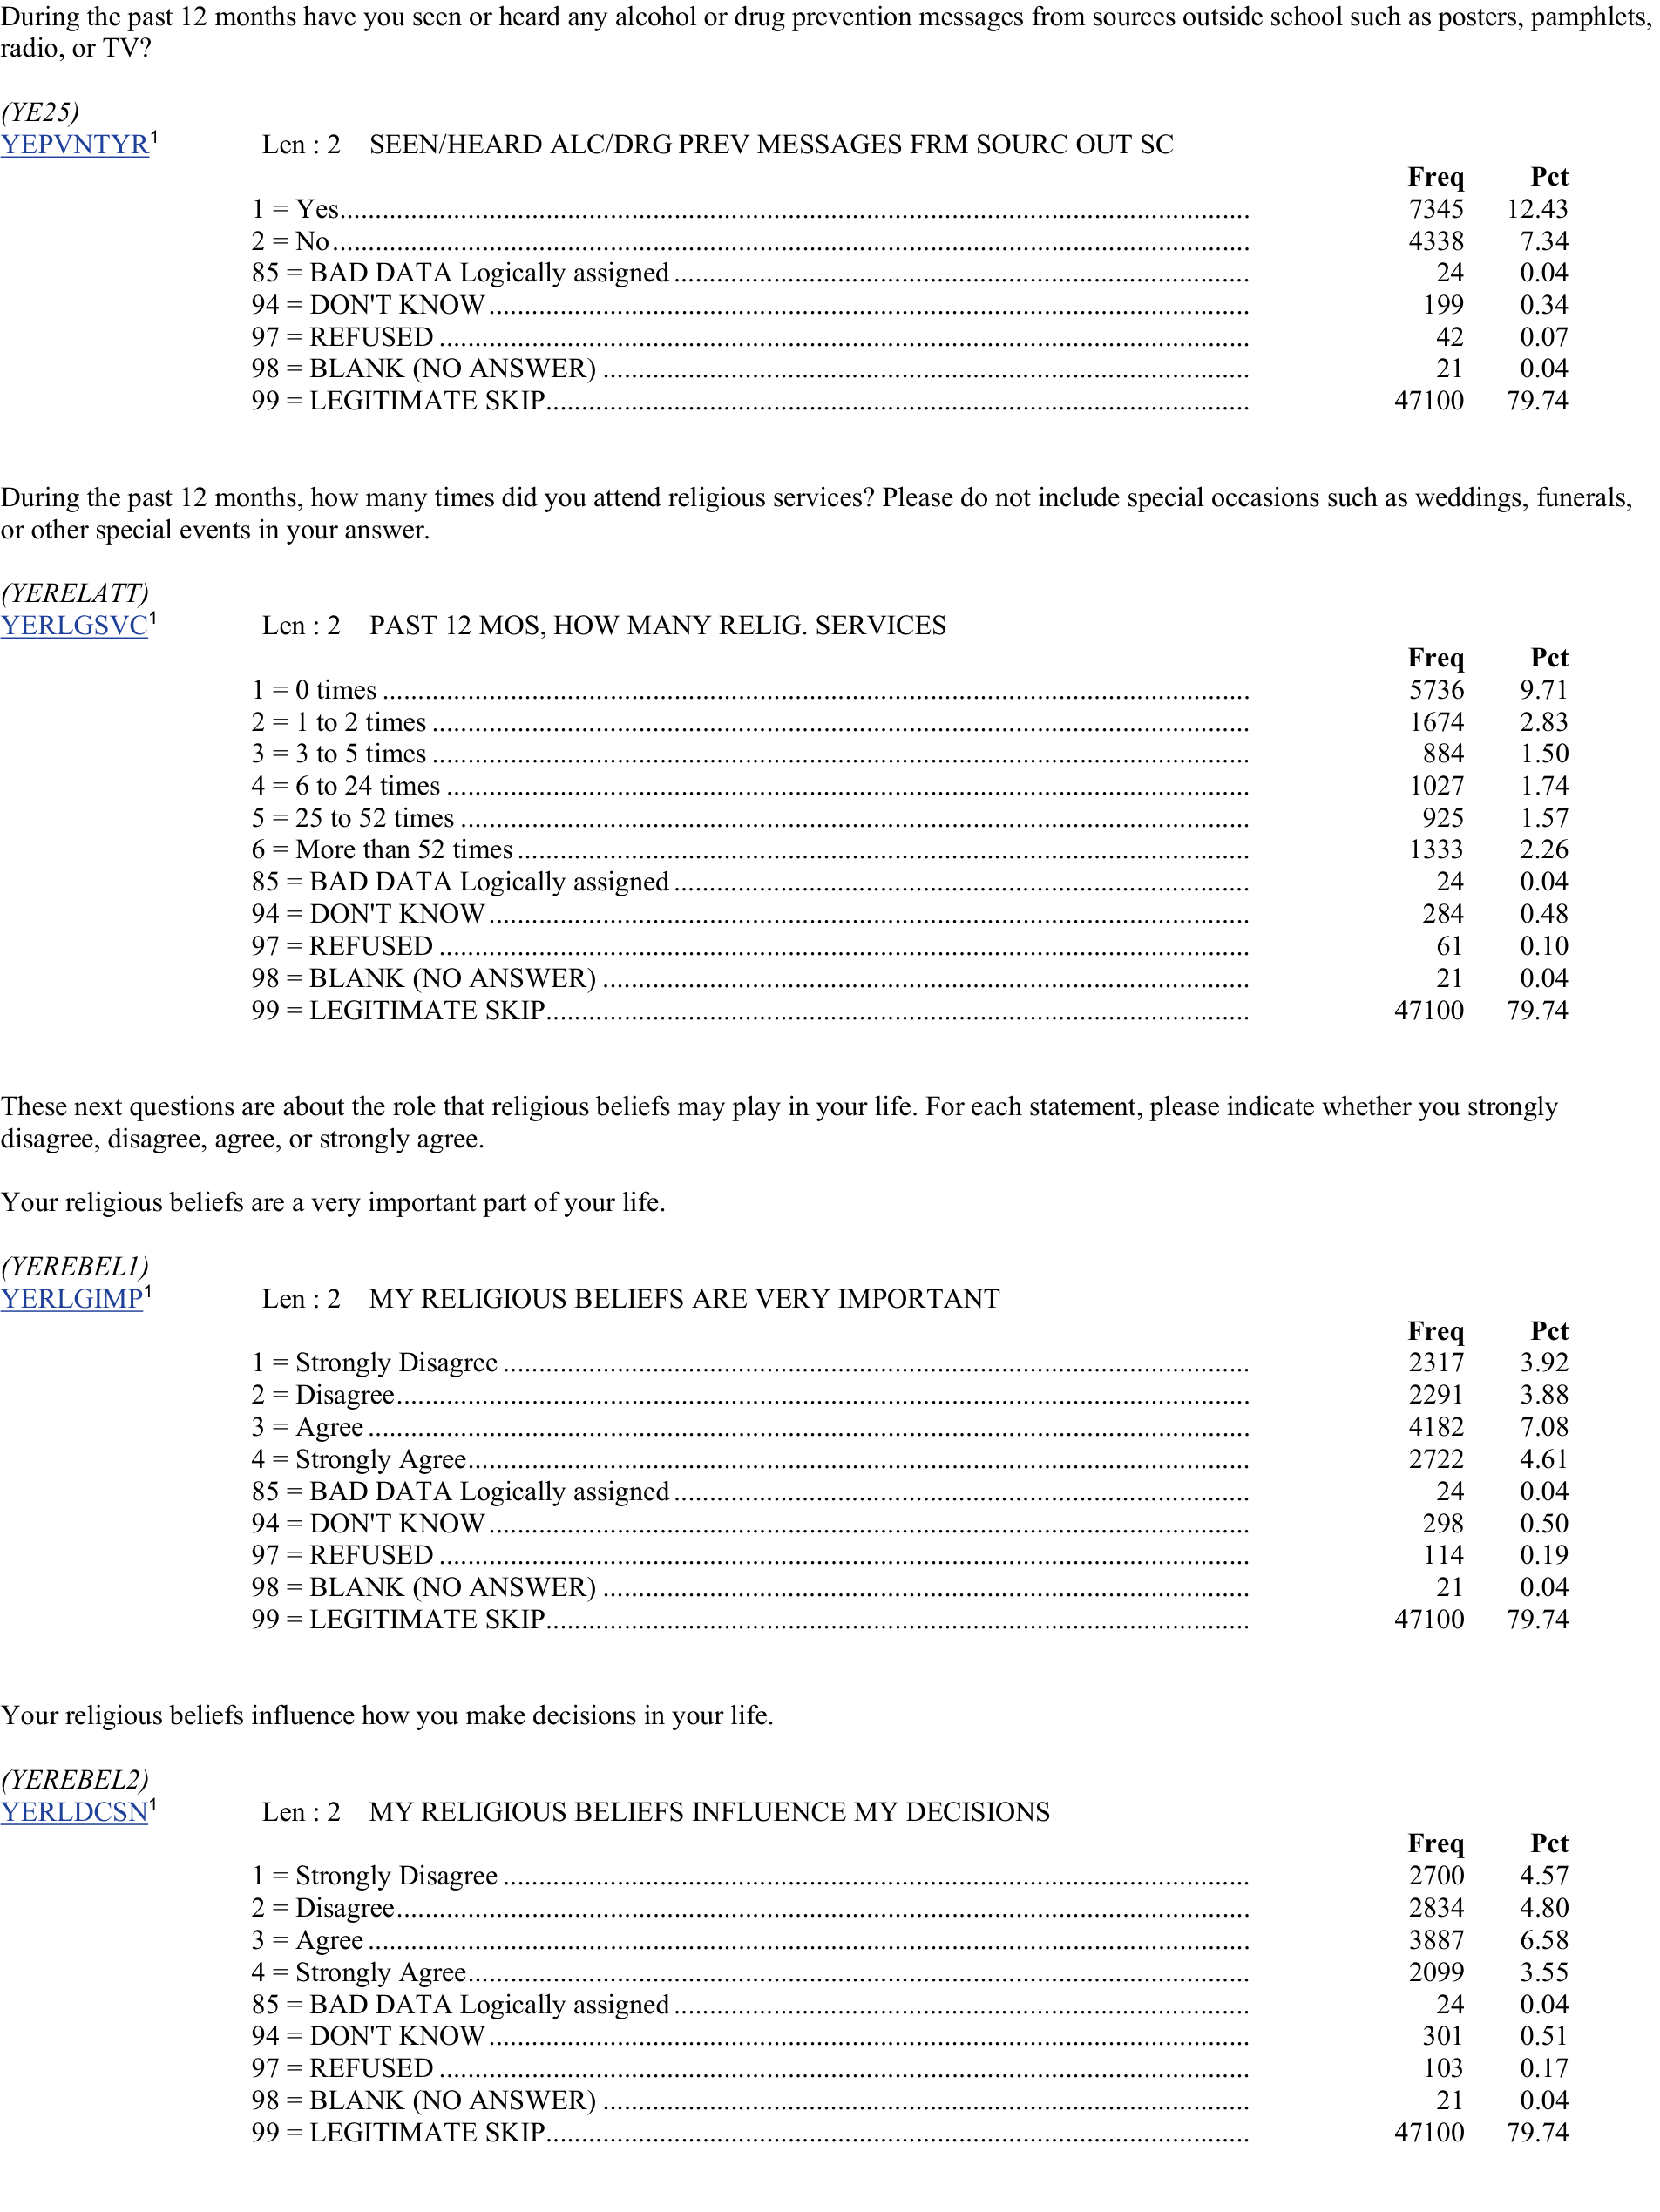 During the past 12 months have you seen or heard any alcohol or drug prevention messages from sources outside school such as posters, pamphlets,
radio, or TV?
(YE25)
YEPVNTYR¹ Len : 2 SEEN/HEARD ALC/DRG PREV MESSAGES FRM SOURC OUT SC
Freq Pct
1 = Yes........ 7345 12.43
2 = No........ 4338 7.34
85 = BAD DATA Logically assigned........ 24 0.04
94 = DON'T KNOW........ 199 0.34
97 = REFUSED........ 42 0.07
98 = BLANK (NO ANSWER)........ 21 0.04
99 = LEGITIMATE SKIP........ 47100 79.74
During the past 12 months, how many times did you attend religious services? Please do not include special occasions such as weddings, funerals,
or other special events in your answer.
(YERELATT)
YERLGSVC¹ Len : 2 PAST 12 MOS, HOW MANY RELIG. SERVICES
Freq Pct
1 = 0 times........ 5736 9.71
2 = 1 to 2 times........ 1674 2.83
3 = 3 to 5 times........ 884 1.50
4 = 6 to 24 times........ 1027 1.74
5 = 25 to 52 times........ 925 1.57
6 = More than 52 times........ 1333 2.26
85 = BAD DATA Logically assigned........ 24 0.04
94 = DON'T KNOW........ 284 0.48
97 = REFUSED........ 61 0.10
98 = BLANK (NO ANSWER)........ 21 0.04
99 = LEGITIMATE SKIP........ 47100 79.74
These next questions are about the role that religious beliefs may play in your life. For each statement, please indicate whether you strongly
disagree, disagree, agree, or strongly agree.
Your religious beliefs are a very important part of your life.
(YEREBEL1)
YERLGIMP¹ Len : 2 MY RELIGIOUS BELIEFS ARE VERY IMPORTANT
Freq Pct
1 = Strongly Disagree........ 2317 3.92
2 = Disagree........ 2291 3.88
3 = Agree........ 4182 7.08
4 = Strongly Agree........ 2722 4.61
85 = BAD DATA Logically assigned........ 24 0.04
94 = DON'T KNOW........ 298 0.50
97 = REFUSED........ 114 0.19
98 = BLANK (NO ANSWER)........ 21 0.04
99 = LEGITIMATE SKIP........ 47100 79.74
Your religious beliefs influence how you make decisions in your life.
(YEREBEL2)
YERLDCSN¹ Len : 2 MY RELIGIOUS BELIEFS INFLUENCE MY DECISIONS
Freq Pct
1 = Strongly Disagree........ 2700 4.57
2 = Disagree........ 2834 4.80
3 = Agree........ 3887 6.58
4 = Strongly Agree........ 2099 3.55
85 = BAD DATA Logically assigned........ 24 0.04
94 = DON'T KNOW........ 301 0.51
97 = REFUSED........ 103 0.17
98 = BLANK (NO ANSWER)........ 21 0.04
99 = LEGITIMATE SKIP........ 47100 79.74